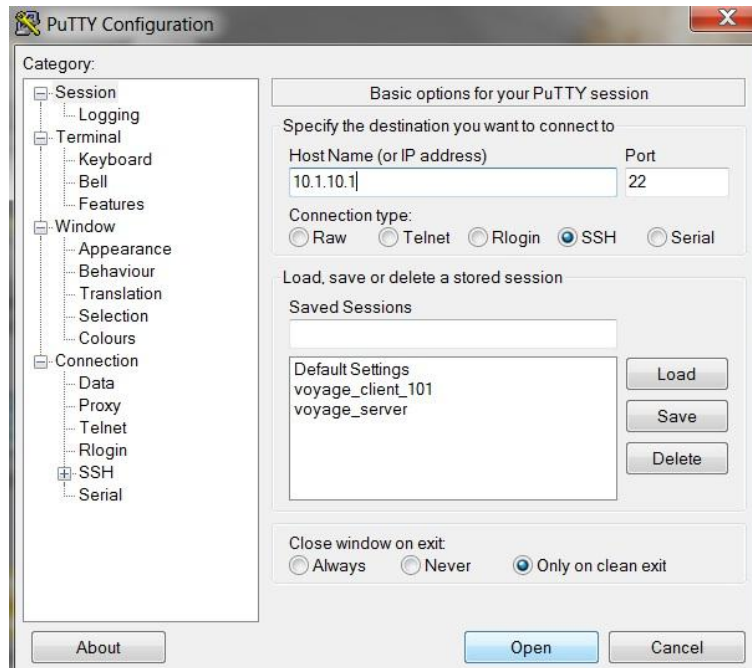 PuTTY Configuration
X
Category:
Session
Logging
Terminal
Keyboard
Bell
Features
Window
Appearance
Behaviour
Translation
Selection
Colours
Connection
Data
Proxy
Telnet
Rlogin
SSH
Serial
Basic options for your PuTTY session
Specify the destination you want to connect to
Host Name (or IP address) Port
10.1.10.1 22
Connection type:
Raw Telnet Rlogin SSH Serial
Load, save or delete a stored session
Saved Sessions
Default Settings
voyage_client_101
voyage_server
Load
Save
Delete
Close window on exit:
Always Never Only on clean exit
About Open Cancel